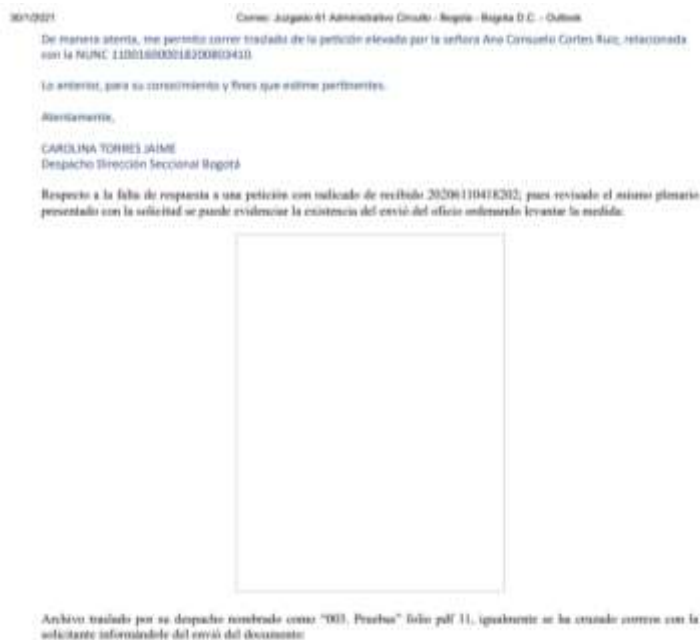 30/1/2021 Correo: Juzgado 61 Administrativo Circuito - Bogota - Bogota D.C. - Outlook
De manera atenta, me permito correr traslado de la petición elevada por la señora Ana Consuelo Cortes Ruiz, relacionada
con la NUNC
Lo anterior, para su conocimiento y fines que estime pertinentes.
Atentamente,
CAROLINA TORRES JAIME
Despacho Dirección Seccional Bogotá
Respecto a la falta de respuesta a una petición con radicado de recibido 20206110418202, pues revisado el mismo plenario
presentado con la solicitud se puede evidenciar la existencia del envió del oficio ordenando levantar la medida:
Archivo traslado por su despacho nombrado como "003. Pruebas" folio pdf 11, igualmente se ha cruzado correos con la
solicitante informándole del envió del documento: